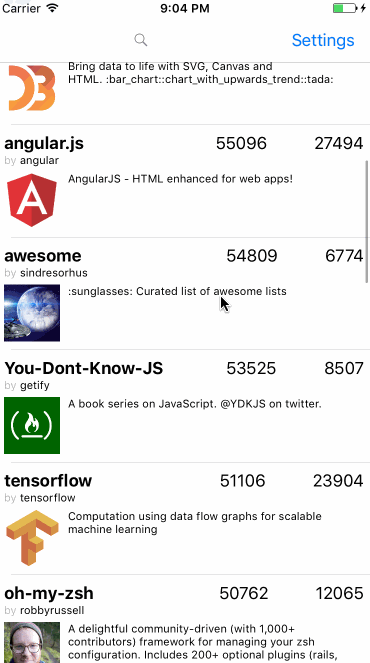 Carrier 9:04 PM
Settings
Bring data to life with SVG, Canvas and
HTML. :bar_chart::chart_with_upwards_trend::tada:
angular.js 55096 27494
by angular
AngularJS - HTML enhanced for web apps!
awesome 54809 6774
by sindresorhus
:sunglasses: Curated list of awesome lists
You-Dont-Know-JS 53525 8507
by getify
A book series on JavaScript. @YDKJS on twitter.
tensorflow 51106 23904
by tensorflow
Computation using data flow graphs for scalable
machine learning
oh-my-zsh 50762 12065
by robbyrussell
A delightful community-driven (with 1,000+
contributors) framework for managing your zsh
configuration. Includes 200+ optional plugins (rails,